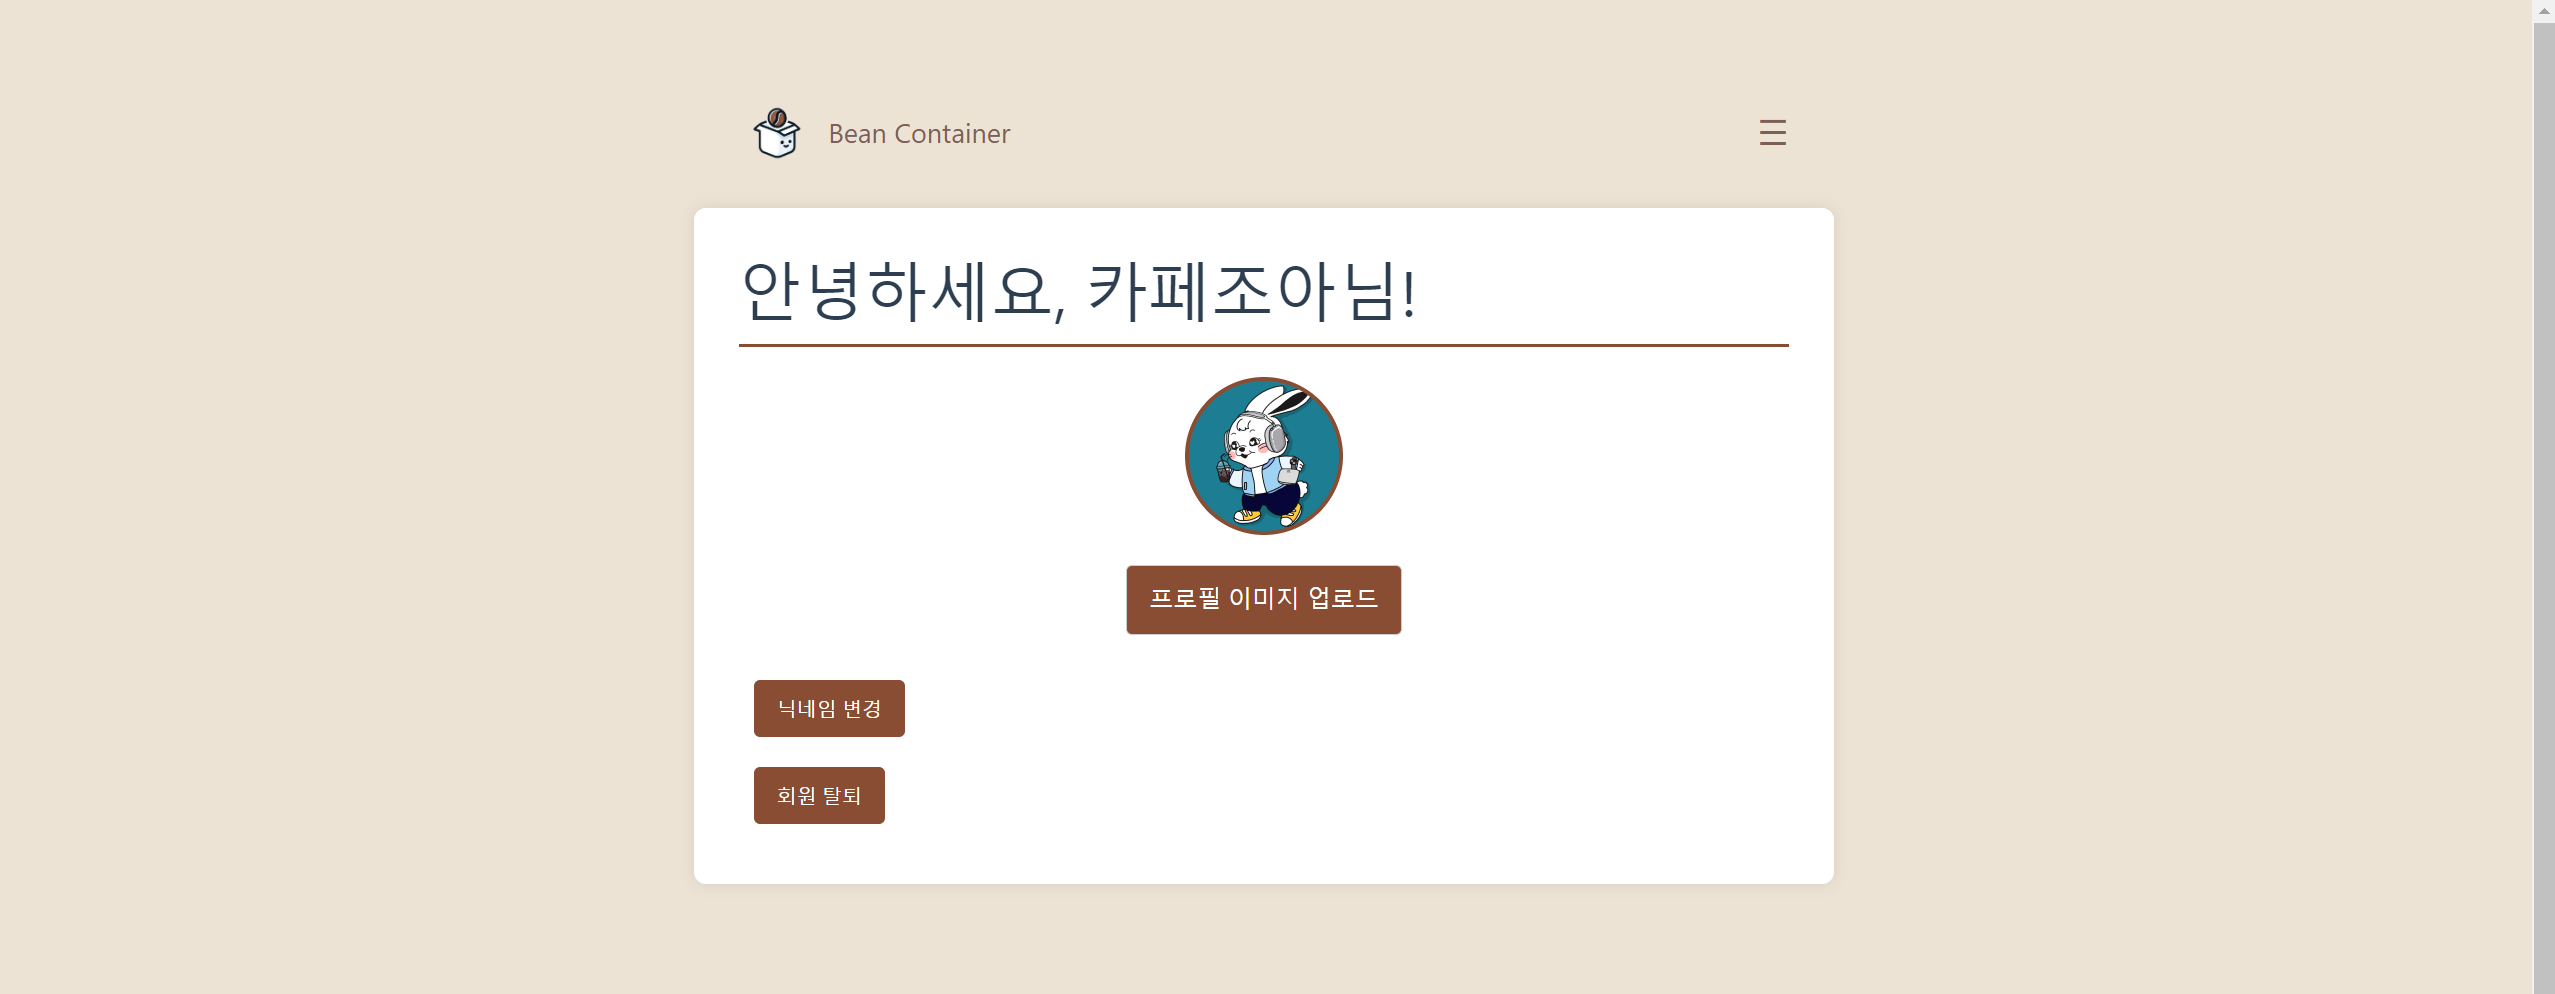 Bean Container
안녕하세요, 카페조아님!
프로필 이미지 업로드
닉네임 변경
회원 탈퇴